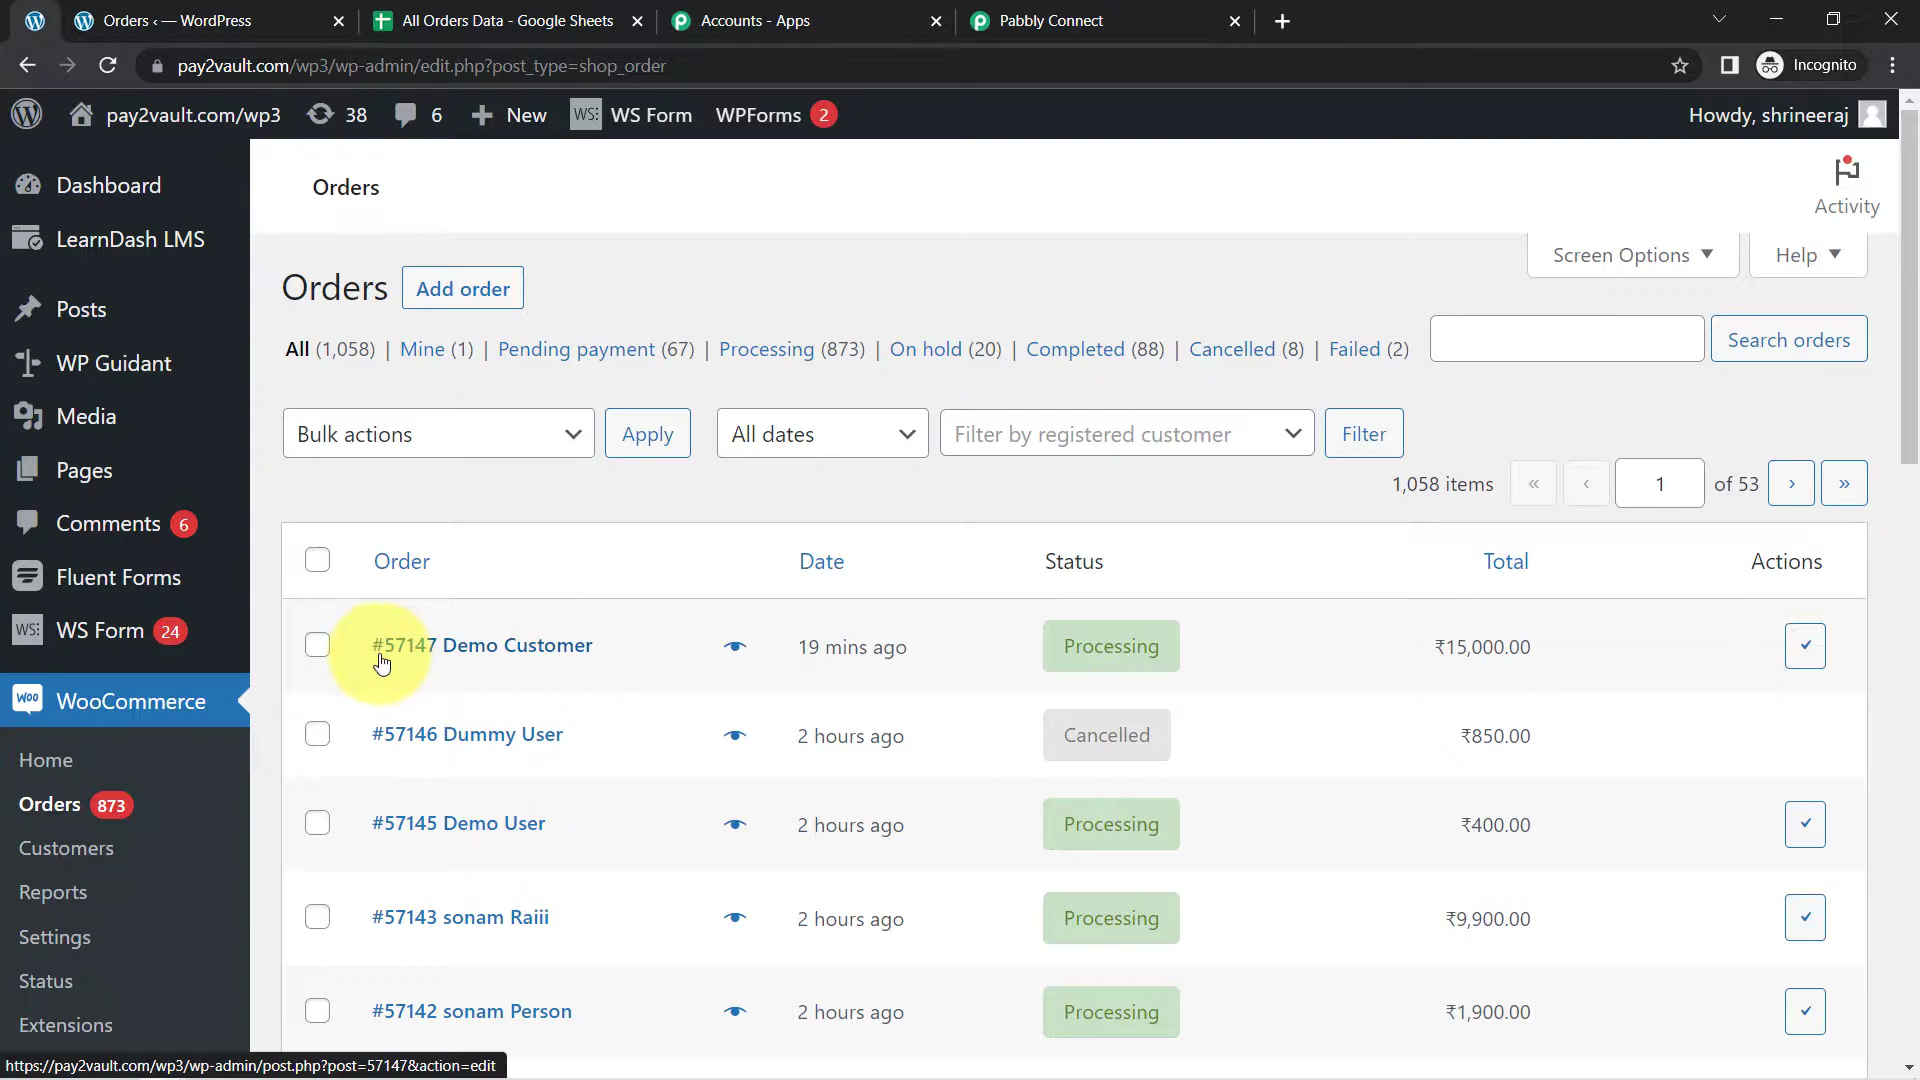 Orders ‹ — WordPress
All Orders Data - Google Sheets
Accounts - Apps
Pabbly Connect
pay2vault.com/wp3/wp-admin/edit.php?post_type=shop_order
Incognito
pay2vault.com/wp3 38 6 New WS: WS Form WPForms 2
Howdy, shrineeraj
Dashboard
LearnDash LMS
Posts
WP Guidant
Media
Pages
Comments 6
Fluent Forms
WS: WS Form 24
Woo WooCommerce
Home
Orders 873
Customers
Reports
Settings
Status
Extensions
Orders
Activity
Screen Options
Help
Orders Add order
All (1,058) | Mine (1) | Pending payment (67) | Processing (873) | On hold (20) | Completed (88) | Cancelled (8) | Failed (2)
Search orders
Bulk actions Apply All dates Filter by registered customer Filter
1,058 items « ‹ 1 of 53 › »
Order Date Status Total Actions
#57147 Demo Customer 19 mins ago Processing ₹15,000.00
#57146 Dummy User 2 hours ago Cancelled ₹850.00
#57145 Demo User 2 hours ago Processing ₹400.00
#57143 sonam Raiii 2 hours ago Processing ₹9,900.00
#57142 sonam Person 2 hours ago Processing ₹1,900.00
https://pay2vault.com/wp3/wp-admin/post.php?post=57147&action=edit